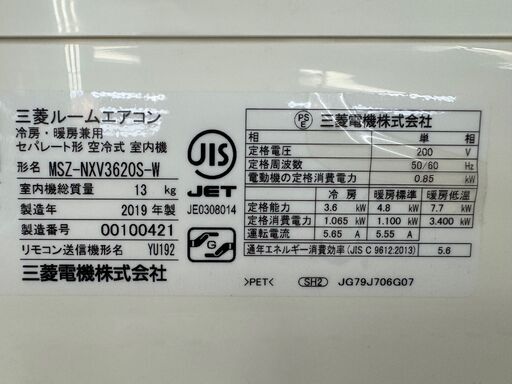 三菱ルームエアコン
冷房・暖房兼用
セパレート形 空冷式 室内機
形名 MSZ-NXV3620S-W
室内機総質量 13 kg
製造年 2019 年製
製造番号 00100421
リモコン送信機形名 YU192
三菱電機株式会社
JIS
JET
JE0308014
G
PS
E
三菱電機株式会社
相 単 相
定格電圧 200 V
定格周波数 50/60 Hz
電動機の定格消費電力 0.85 kW
冷 房 暖房標準 暖房低温
定格能力 3.6 kW 4.8 kW 7.7 kW
定格消費電力 1.065 kW 1.100 kW 3.400 kW
運転電流 5.65 A 5.55 A
通年エネルギー消費効率(JIS C 9612:2013) 5.6
>PET< SH2 JG79J706G07